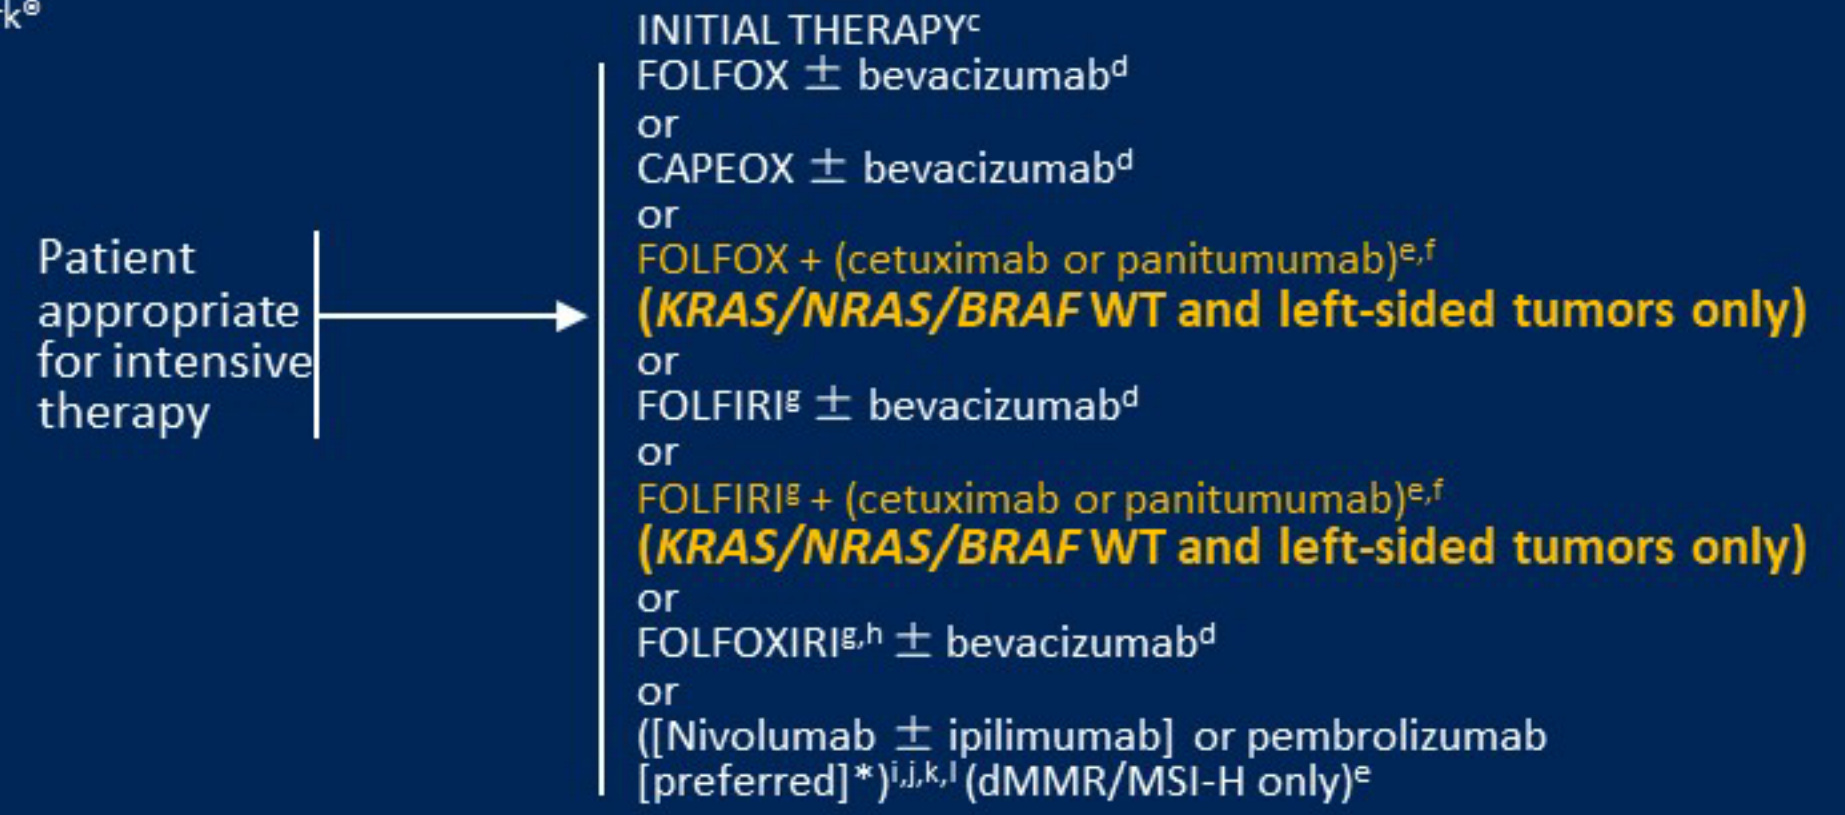 rk®
INITIAL THERAPYᶜ
FOLFOX ± bevacizumabᵈ
or
CAPEOX ± bevacizumabᵈ
or
FOLFOX + (cetuximab or panitumumab)ᵉ,ᶠ
(KRAS/NRAS/BRAF WT and left-sided tumors only)
or
FOLFIRIᵍ ± bevacizumabᵈ
or
FOLFIRIᵍ + (cetuximab or panitumumab)ᵉ,ᶠ
(KRAS/NRAS/BRAF WT and left-sided tumors only)
or
FOLFOXIRIᵍ,ʰ ± bevacizumabᵈ
or
([Nivolumab ± ipilimumab] or pembrolizumab
[preferred]*)ⁱ,ʲ,ᵏ,ˡ (dMMR/MSI-H only)ᵉ
Patient
appropriate
for intensive
therapy